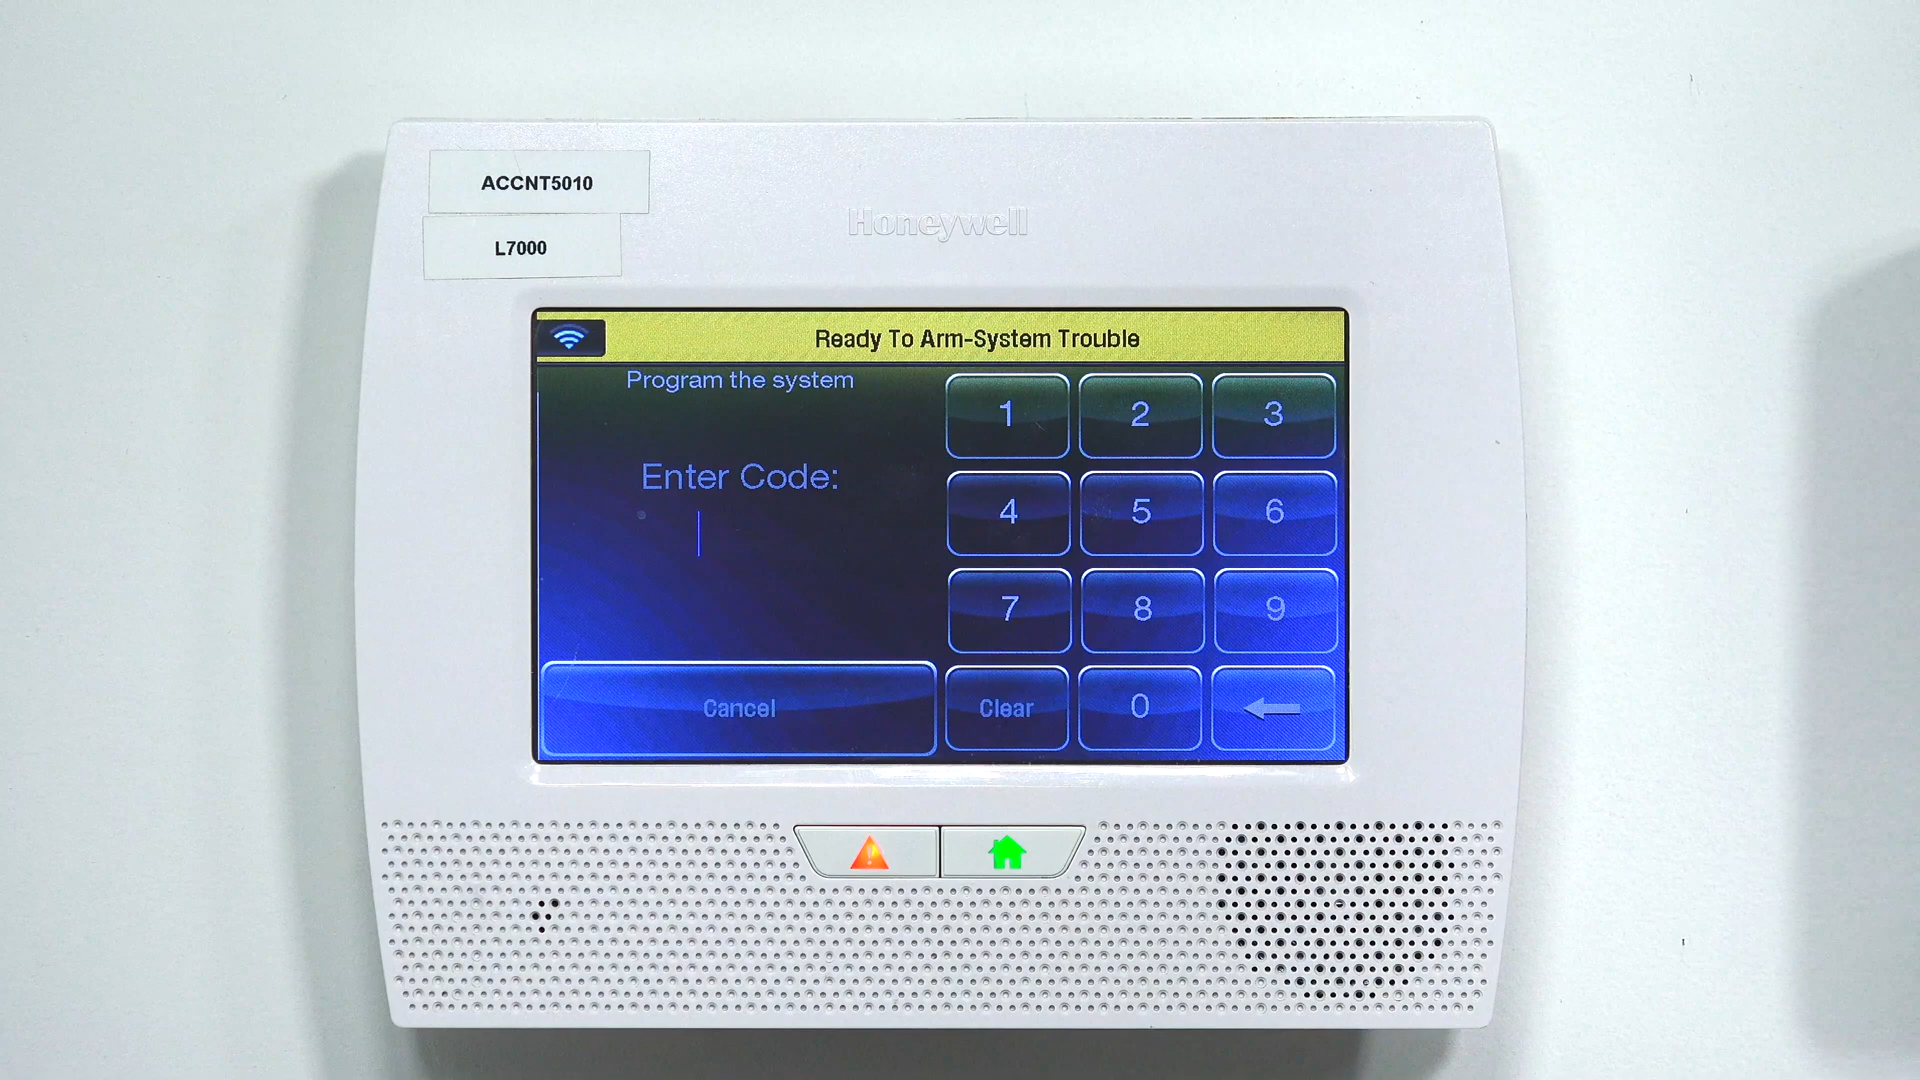 ACCNT5010
L7000
Honeywell
Ready To Arm-System Trouble
Program the system
Enter Code:
1 2 3
4 5 6
7 8 9
Cancel Clear 0